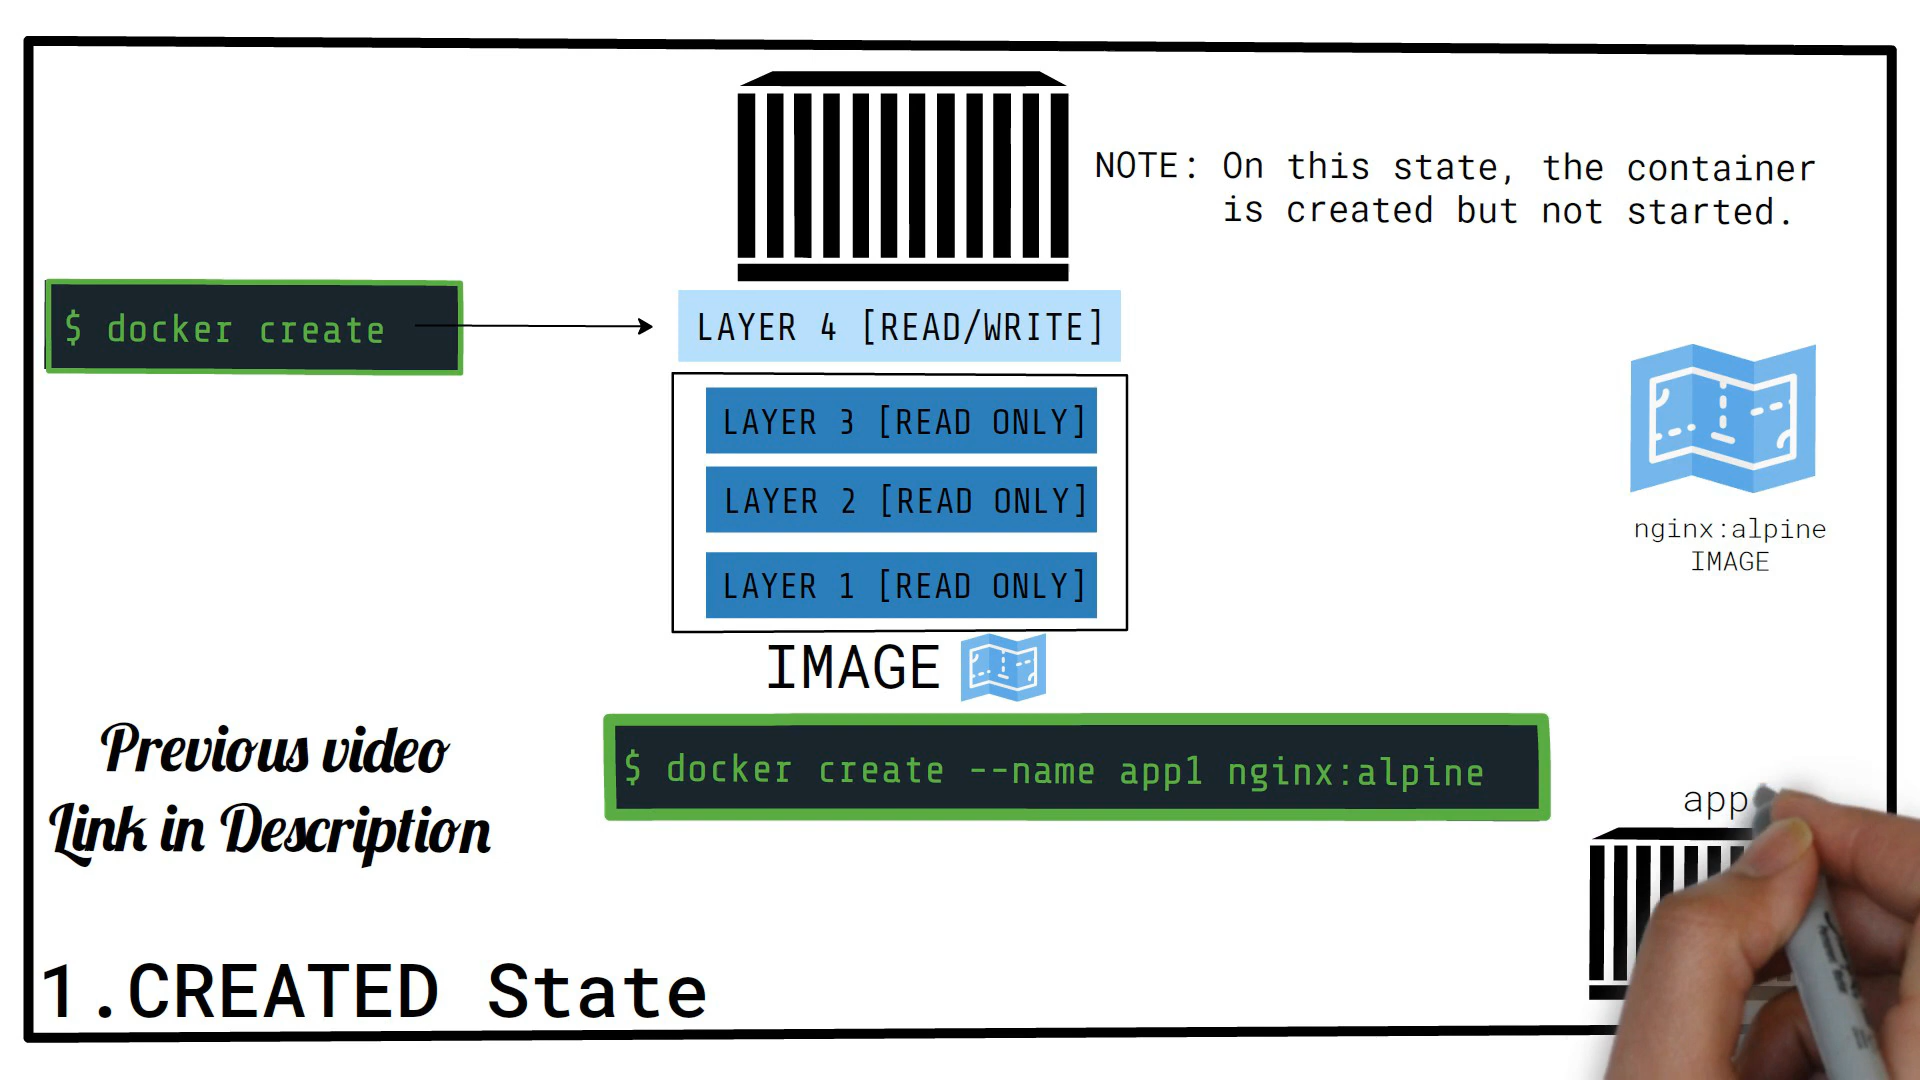 NOTE: On this state, the container
is created but not started.
$ docker create
LAYER 4 [READ/WRITE]
LAYER 3 [READ ONLY]
LAYER 2 [READ ONLY]
LAYER 1 [READ ONLY]
IMAGE
nginx:alpine
IMAGE
Previous video
Link in Description
$ docker create --name app1 nginx:alpine
app
1.CREATED State